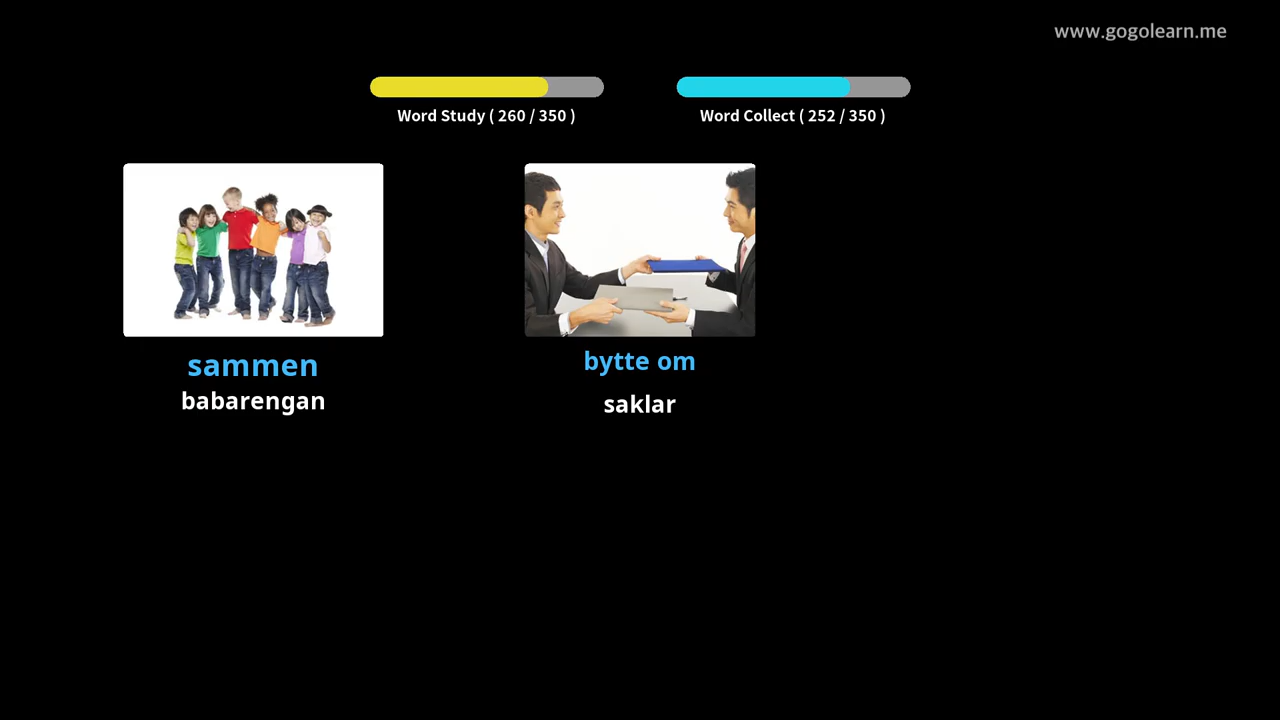 www.gogolearn.me
Word Study ( 260 / 350 )
Word Collect ( 252 / 350 )
sammen
babarengan
bytte om
saklar